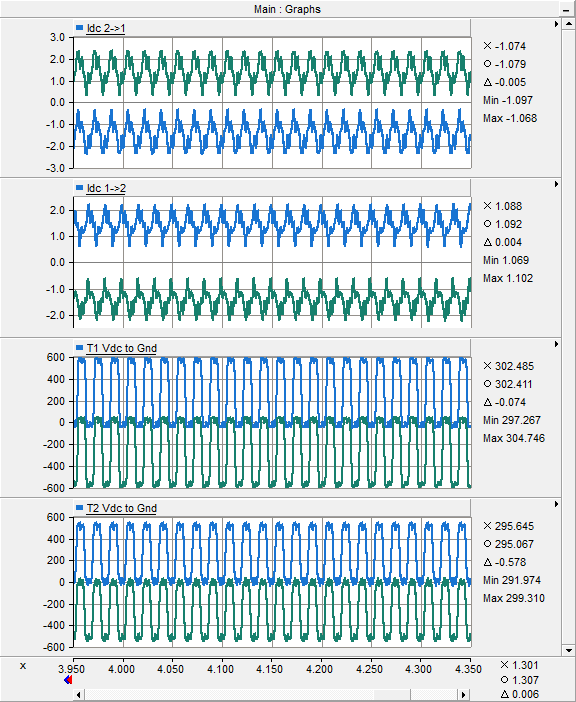 Main : Graphs
Idc 2->1
3.0
2.0
1.0
0.0
-1.0
-2.0
-3.0
-1.074
-1.079
-0.005
Min -1.097
Max -1.068
Idc 1->2
2.0
1.0
0.0
-1.0
-2.0
1.088
1.092
0.004
Min 1.069
Max 1.102
T1 Vdc to Gnd
600
400
200
0
-200
-400
-600
302.485
302.411
-0.074
Min 297.267
Max 304.746
T2 Vdc to Gnd
600
400
200
0
-200
-400
-600
295.645
295.067
-0.578
Min 291.974
Max 299.310
x 3.950 4.000 4.050 4.100 4.150 4.200 4.250 4.300 4.350
1.301
1.307
0.006